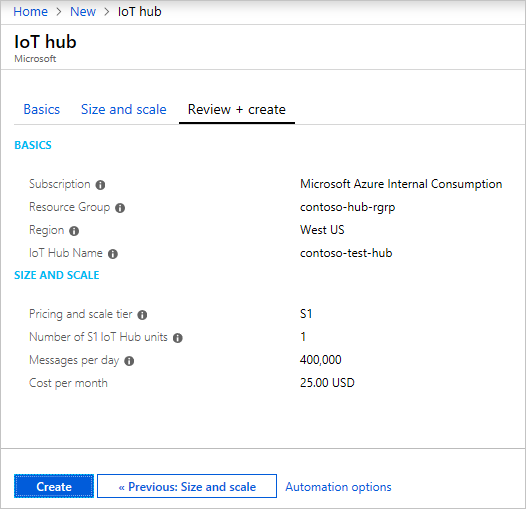 Home > New > IoT hub
IoT hub
Microsoft
Basics Size and scale Review + create
BASICS
Subscription Microsoft Azure Internal Consumption
Resource Group contoso-hub-rgrp
Region West US
IoT Hub Name contoso-test-hub
SIZE AND SCALE
Pricing and scale tier S1
Number of S1 IoT Hub units 1
Messages per day 400,000
Cost per month 25.00 USD
Create « Previous: Size and scale Automation options